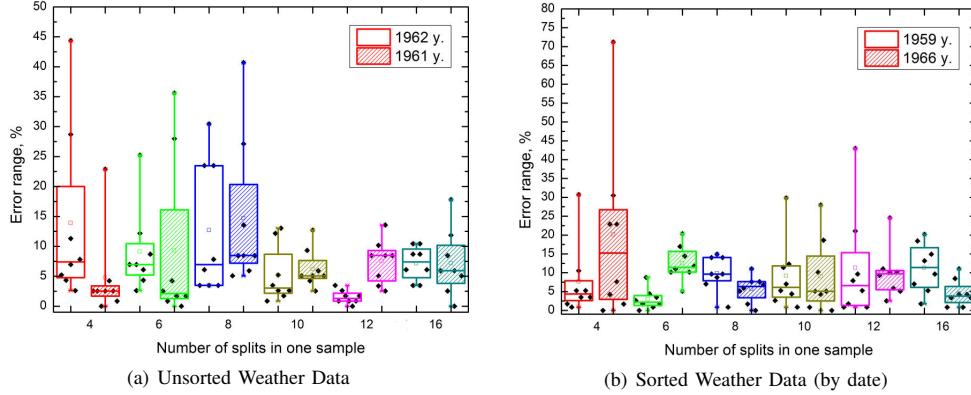 50
45
40
35
30
25
20
15
10
5
0
Error range, %
1962 y.
1961 y.
4 6 8 10 12 16
Number of splits in one sample
(a) Unsorted Weather Data
80
75
70
65
60
55
50
45
40
35
30
25
20
15
10
5
0
Error range, %
1959 y.
1966 y.
4 6 8 10 12 16
Number of splits in one sample
(b) Sorted Weather Data (by date)